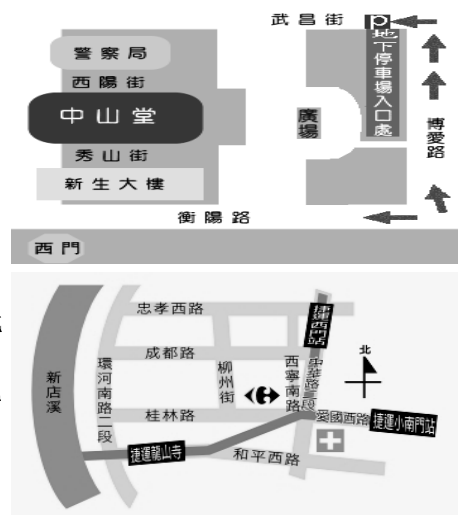 武昌街
P
地下停車場入口處
警察局
西陽街
中山堂
廣場
博愛路
秀山街
新生大樓
衡陽路
西門
忠孝西路
捷運西門站
成都路
北
新店溪
環河南路二段
柳州街
西寧南路
中華路
桂林路
愛國西路
捷運小南門站
捷運龍山寺
和平西路